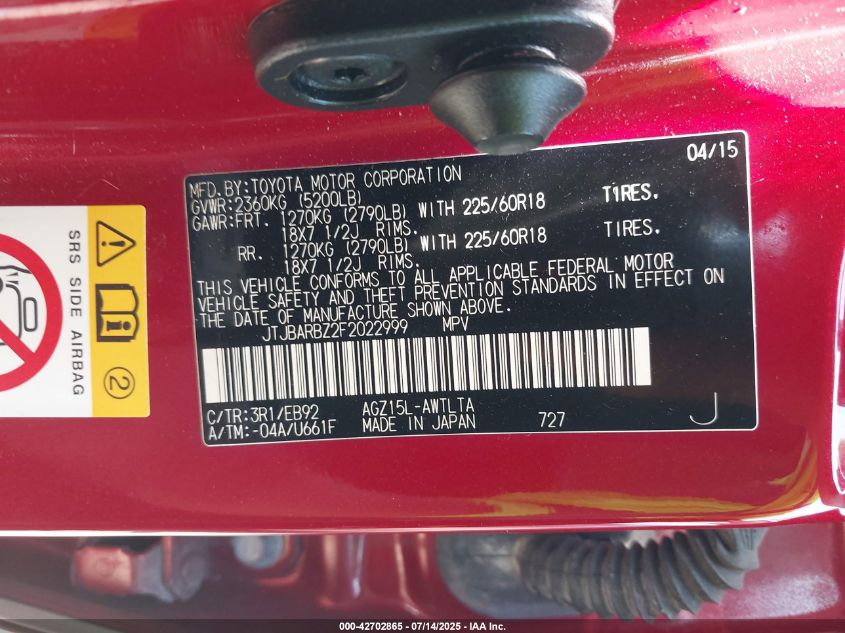 04/15
MFD. BY: TOYOTA MOTOR CORPORATION
GVWR: 2360KG (5200LB)
GAWR: FRT. 1270KG (2790LB) WITH 225/60R18 TIRES.
18X7 1/2J RIMS.
RR. 1270KG (2790LB) WITH 225/60R18 TIRES.
18X7 1/2J RIMS.
THIS VEHICLE CONFORMS TO ALL APPLICABLE FEDERAL MOTOR
VEHICLE SAFETY AND THEFT PREVENTION STANDARDS IN EFFECT ON
THE DATE OF MANUFACTURE SHOWN ABOVE.
JTJBARBZ2F2022999 MPV
C/TR: 3R1/EB92 AGZ15L-AWTLTA
A/TM: -04A/U661F MADE IN JAPAN 727 J
SRS SIDE AIRBAG
2
000-42702865 - 07/14/2025 - IAA Inc.